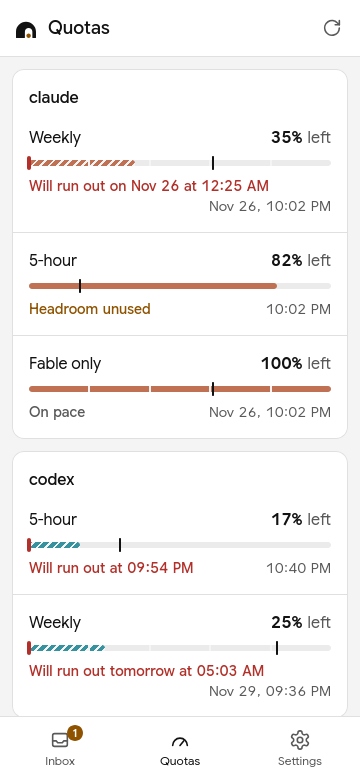 Quotas
claude
Weekly
35% left
Will run out on Nov 26 at 12:25 AM
Nov 26, 10:02 PM
5-hour
82% left
Headroom unused
10:02 PM
Fable only
100% left
On pace
Nov 26, 10:02 PM
codex
5-hour
17% left
Will run out at 09:54 PM
10:40 PM
Weekly
25% left
Will run out tomorrow at 05:03 AM
Nov 29, 09:36 PM
1
Inbox
Quotas
Settings